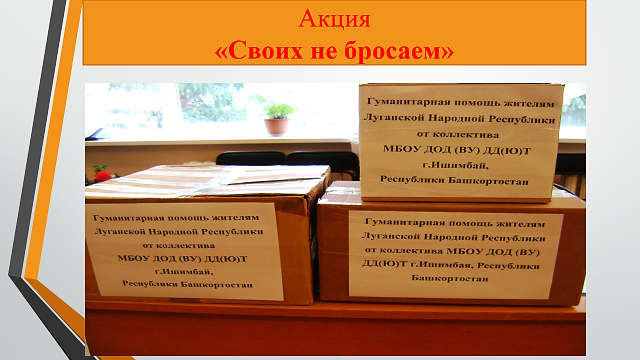 Акция
«Своих не бросаем»
Гуманитарная помощь жителям
Луганской Народной Республики
от коллектива
МБОУ ДОД (ВУ) ДД(Ю)Т
г.Ишимбай,
Республики Башкортостан
Гуманитарная помощь жителям
Луганской Народной Республики
от коллектива
МБОУ ДОД (ВУ) ДД(Ю)Т
г.Ишимбай,
Республики Башкортостан
Гуманитарная помощь жителям
Луганской Народной Республики
от коллектива МБОУ ДОД (ВУ)
ДД(Ю)Т г.Ишимбая, Республики
Башкортостан